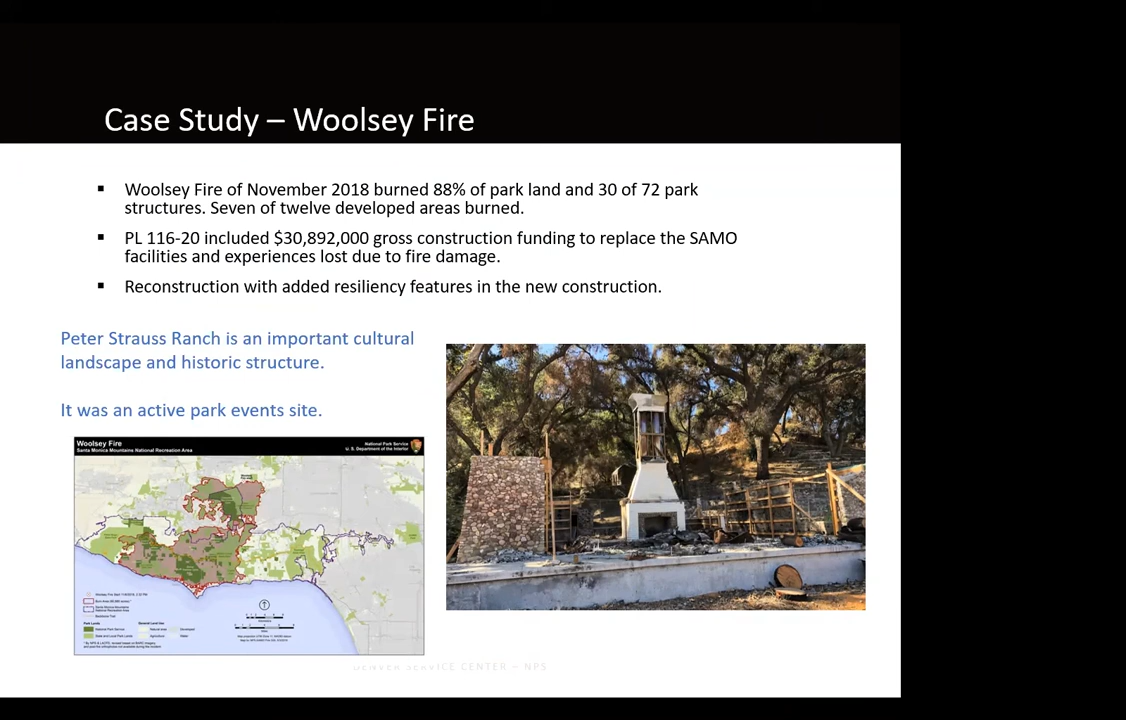 Case Study – Woolsey Fire
▪ Woolsey Fire of November 2018 burned 88% of park land and 30 of 72 park
structures. Seven of twelve developed areas burned.
▪ PL 116-20 included $30,892,000 gross construction funding to replace the SAMO
facilities and experiences lost due to fire damage.
▪ Reconstruction with added resiliency features in the new construction.
Peter Strauss Ranch is an important cultural
landscape and historic structure.
It was an active park events site.
Woolsey Fire
Santa Monica Mountains National Recreation Area
National Park Service
U. S. Department of the Interior
DENVER SERVICE CENTER – NPS